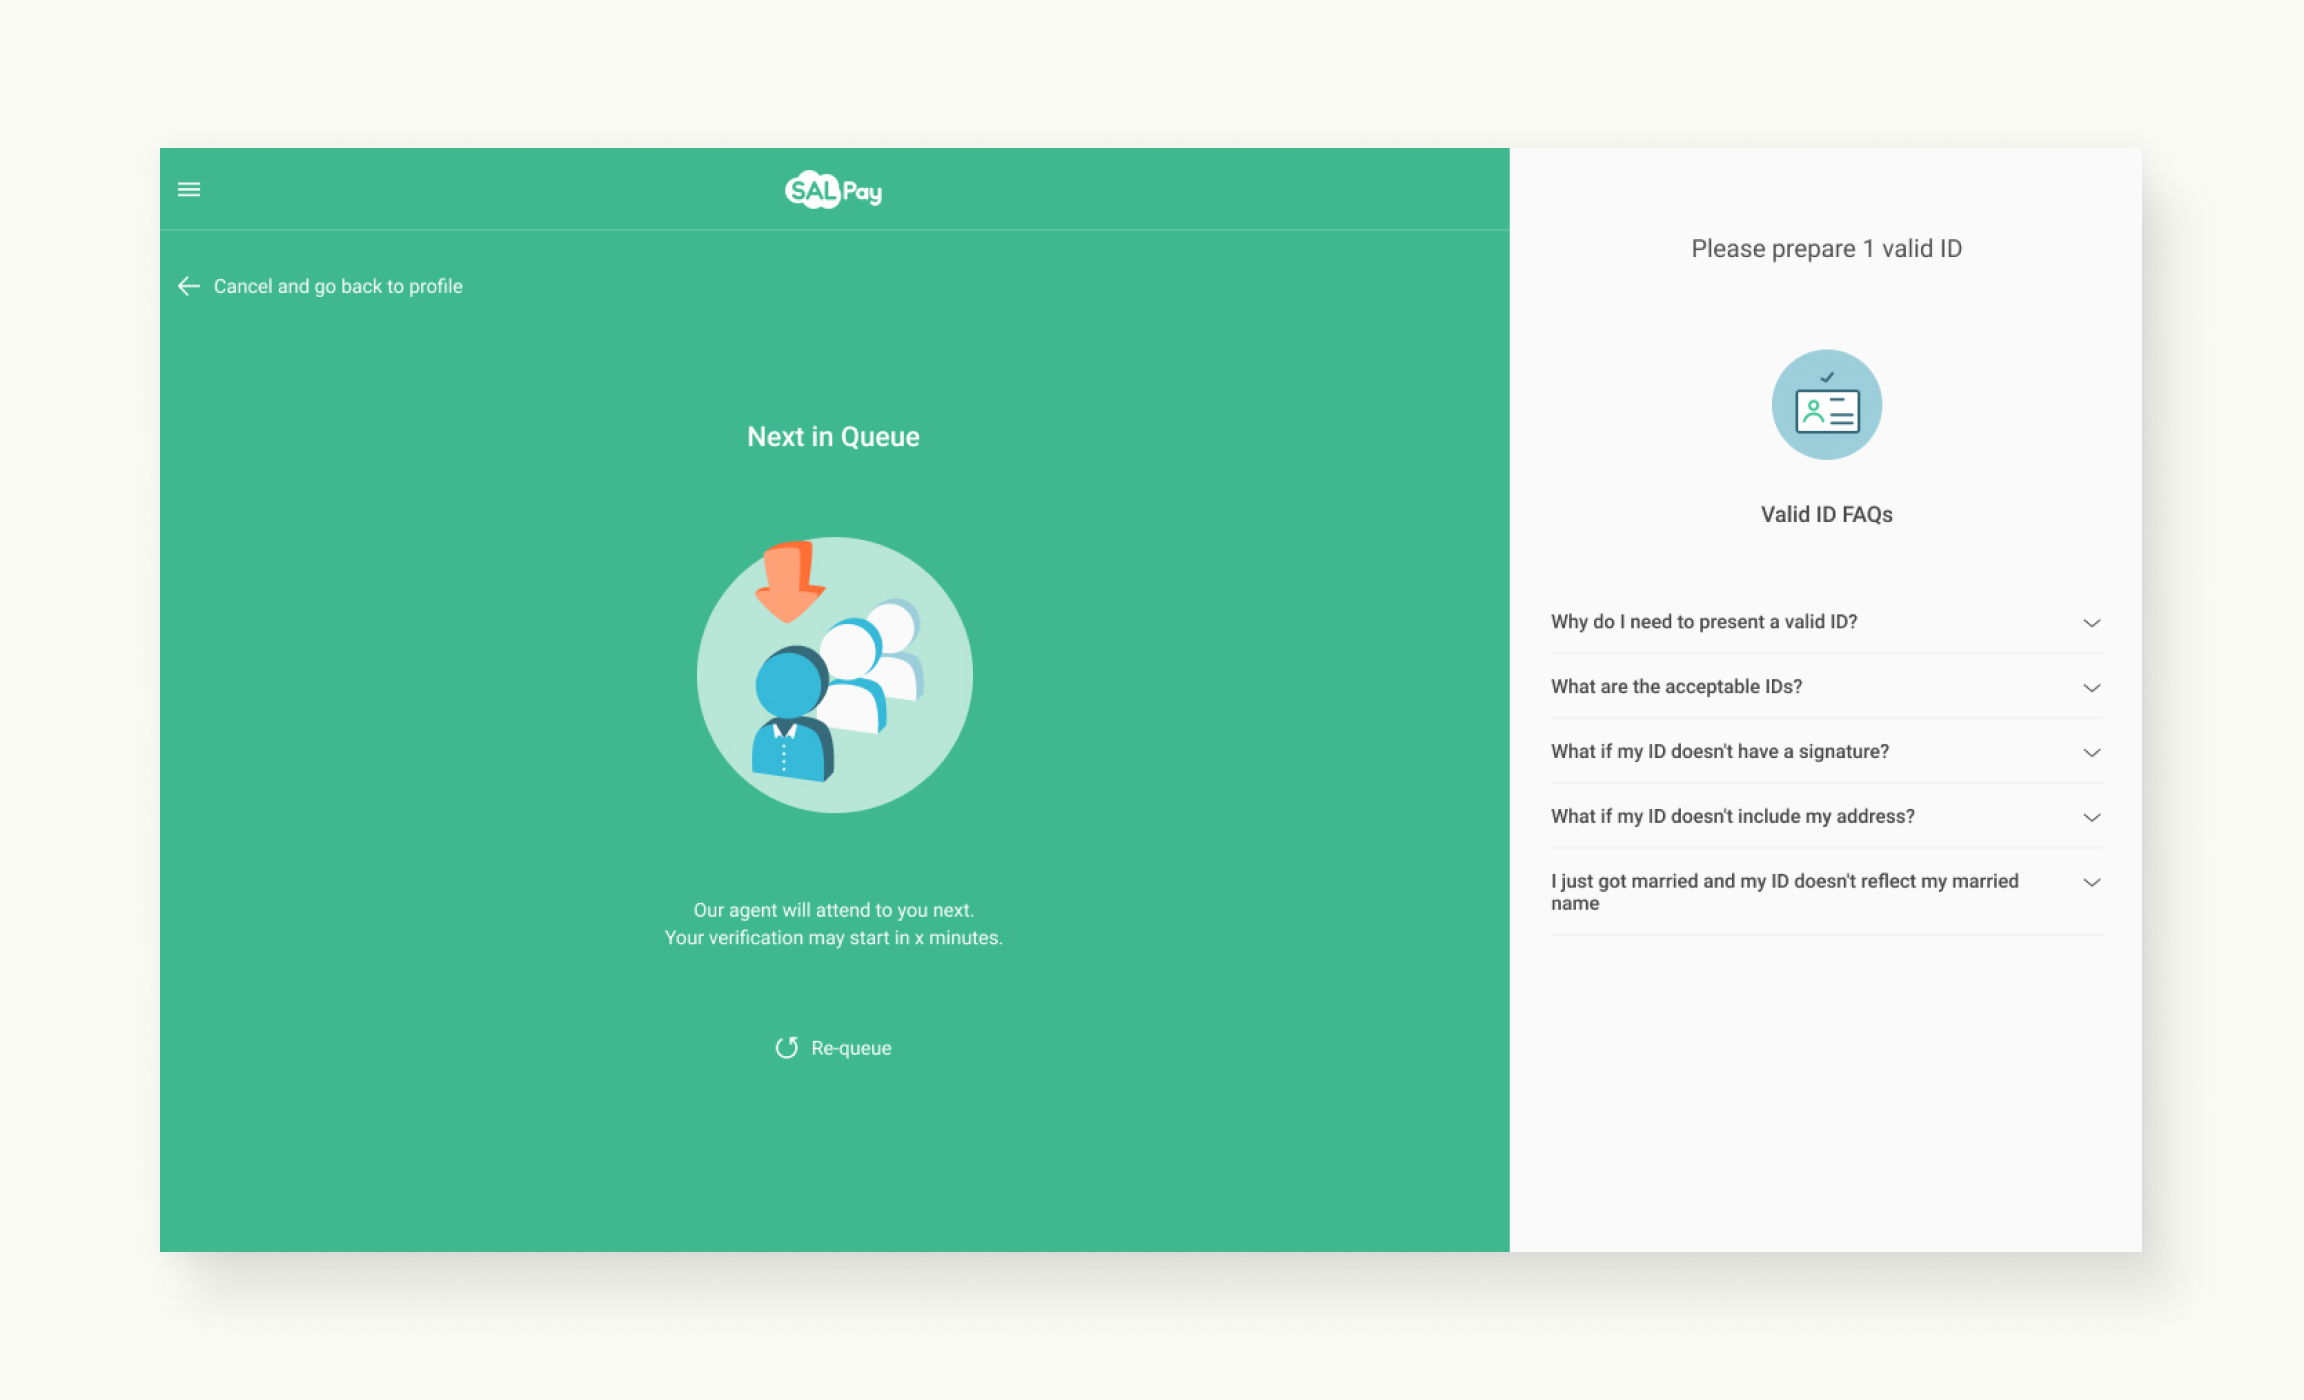 SAL Pay
Cancel and go back to profile
Next in Queue
Our agent will attend to you next.
Your verification may start in x minutes.
Re-queue
Please prepare 1 valid ID
Valid ID FAQs
Why do I need to present a valid ID?
What are the acceptable IDs?
What if my ID doesn't have a signature?
What if my ID doesn't include my address?
I just got married and my ID doesn't reflect my married
name